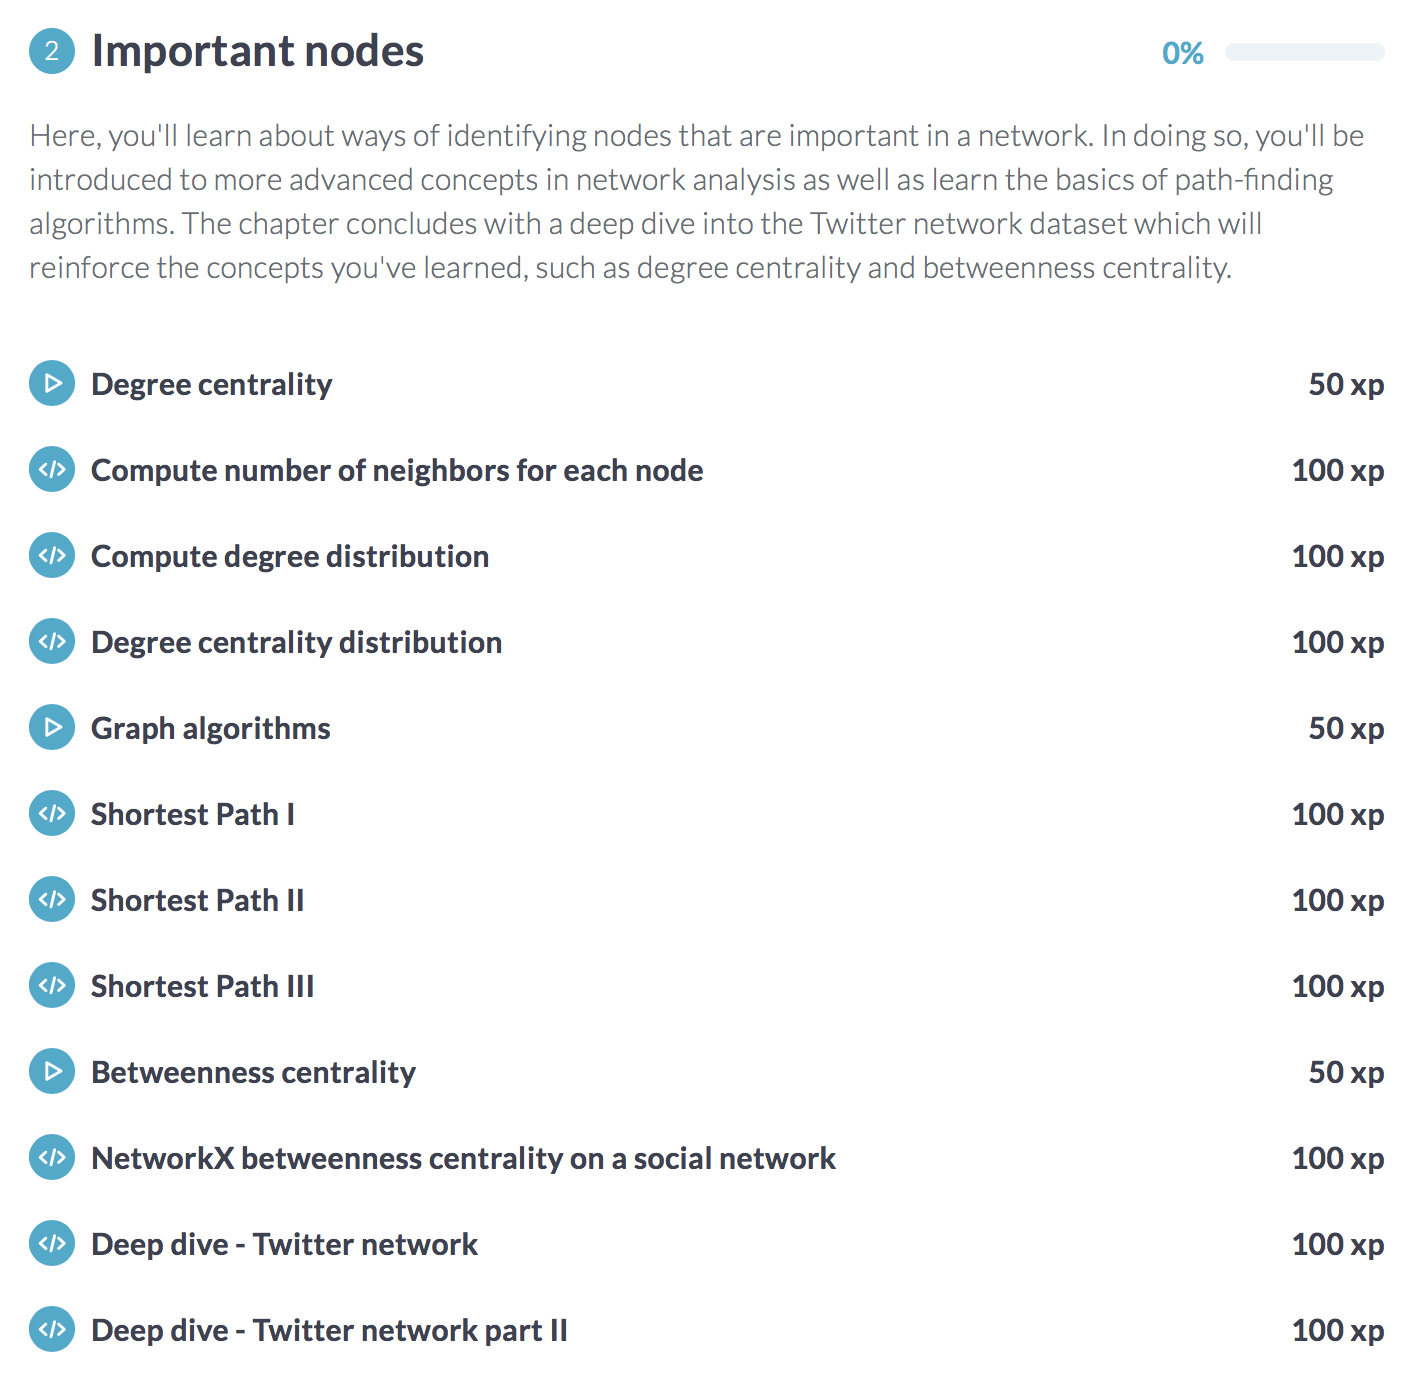 2 Important nodes 0%
Here, you'll learn about ways of identifying nodes that are important in a network. In doing so, you'll be
introduced to more advanced concepts in network analysis as well as learn the basics of path-finding
algorithms. The chapter concludes with a deep dive into the Twitter network dataset which will
reinforce the concepts you've learned, such as degree centrality and betweenness centrality.
Degree centrality 50 xp
</> Compute number of neighbors for each node 100 xp
</> Compute degree distribution 100 xp
</> Degree centrality distribution 100 xp
Graph algorithms 50 xp
</> Shortest Path I 100 xp
</> Shortest Path II 100 xp
</> Shortest Path III 100 xp
Betweenness centrality 50 xp
</> NetworkX betweenness centrality on a social network 100 xp
</> Deep dive - Twitter network 100 xp
</> Deep dive - Twitter network part II 100 xp